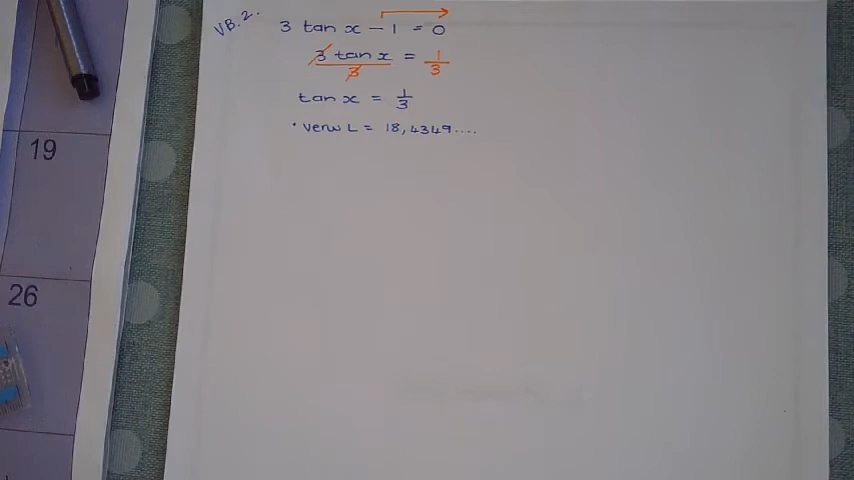 VB.2. 3 tan x - 1 = 0
3 tan x / 3 = 1/3
tan x = 1/3
• verw L = 18,4349....
19
26